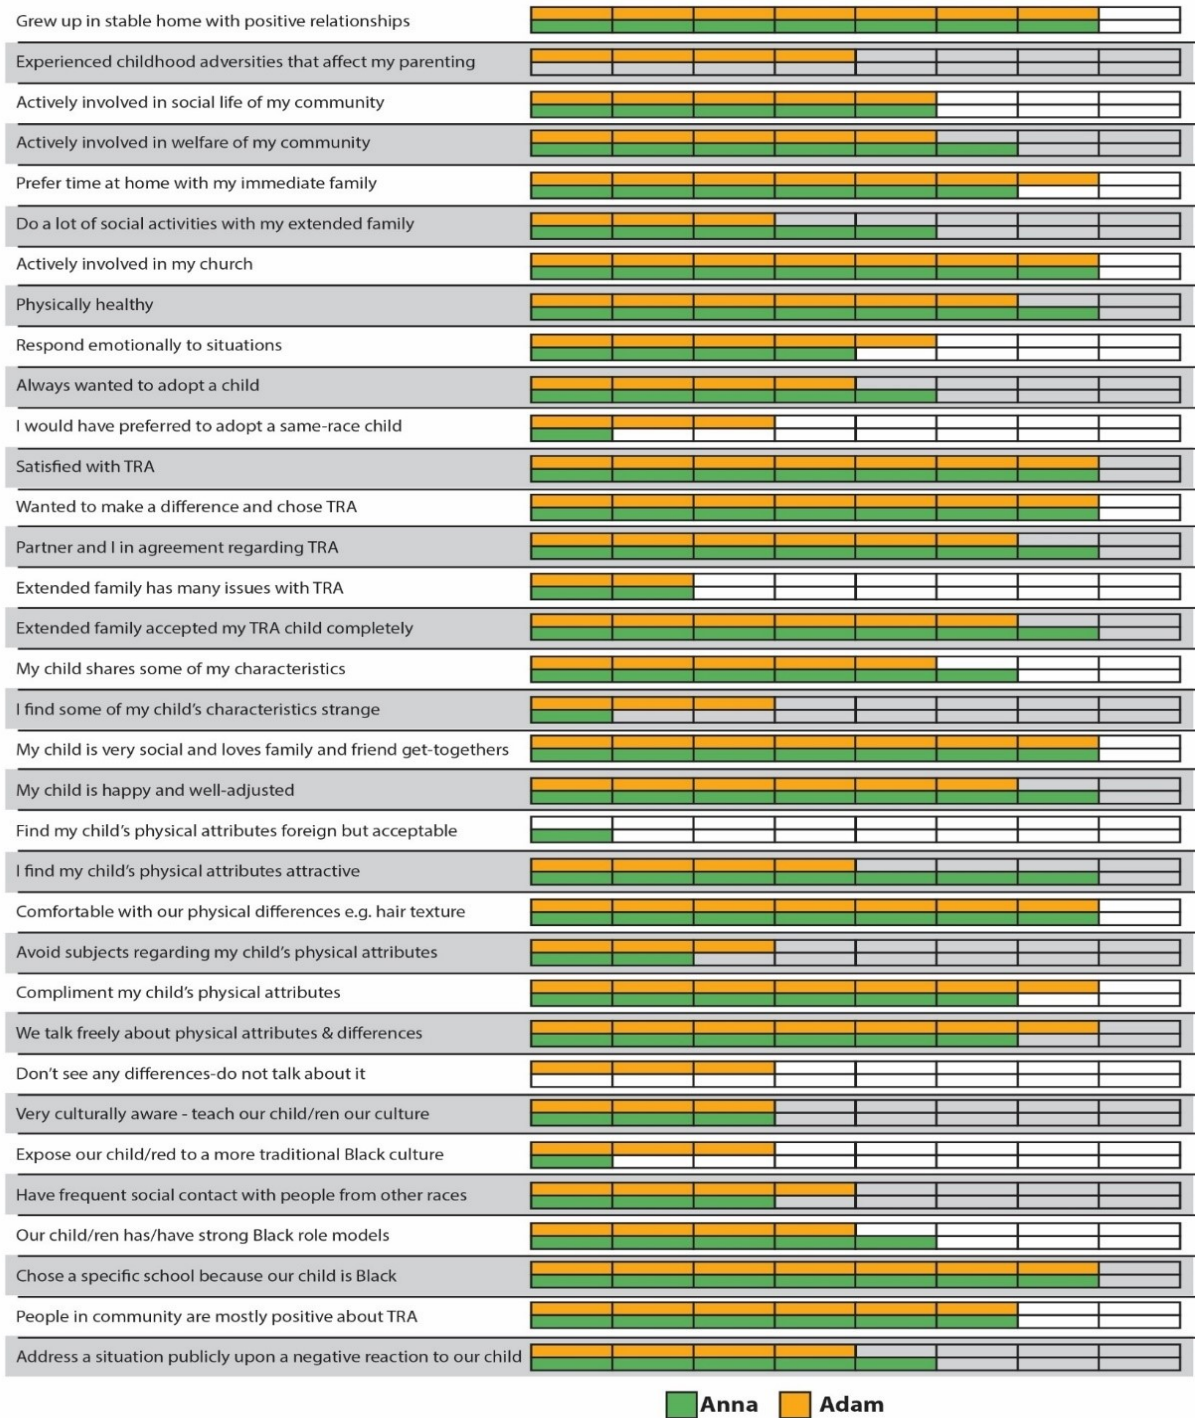 Grew up in stable home with positive relationships
Experienced childhood adversities that affect my parenting
Actively involved in social life of my community
Actively involved in welfare of my community
Prefer time at home with my immediate family
Do a lot of social activities with my extended family
Actively involved in my church
Physically healthy
Respond emotionally to situations
Always wanted to adopt a child
I would have preferred to adopt a same-race child
Satisfied with TRA
Wanted to make a difference and chose TRA
Partner and I in agreement regarding TRA
Extended family has many issues with TRA
Extended family accepted my TRA child completely
My child shares some of my characteristics
I find some of my child's characteristics strange
My child is very social and loves family and friend get-togethers
My child is happy and well-adjusted
Find my child's physical attributes foreign but acceptable
I find my child's physical attributes attractive
Comfortable with our physical differences e.g. hair texture
Avoid subjects regarding my child's physical attributes
Compliment my child's physical attributes
We talk freely about physical attributes & differences
Don't see any differences-do not talk about it
Very culturally aware - teach our child/ren our culture
Expose our child/red to a more traditional Black culture
Have frequent social contact with people from other races
Our child/ren has/have strong Black role models
Chose a specific school because our child is Black
People in community are mostly positive about TRA
Address a situation publicly upon a negative reaction to our child
Anna Adam